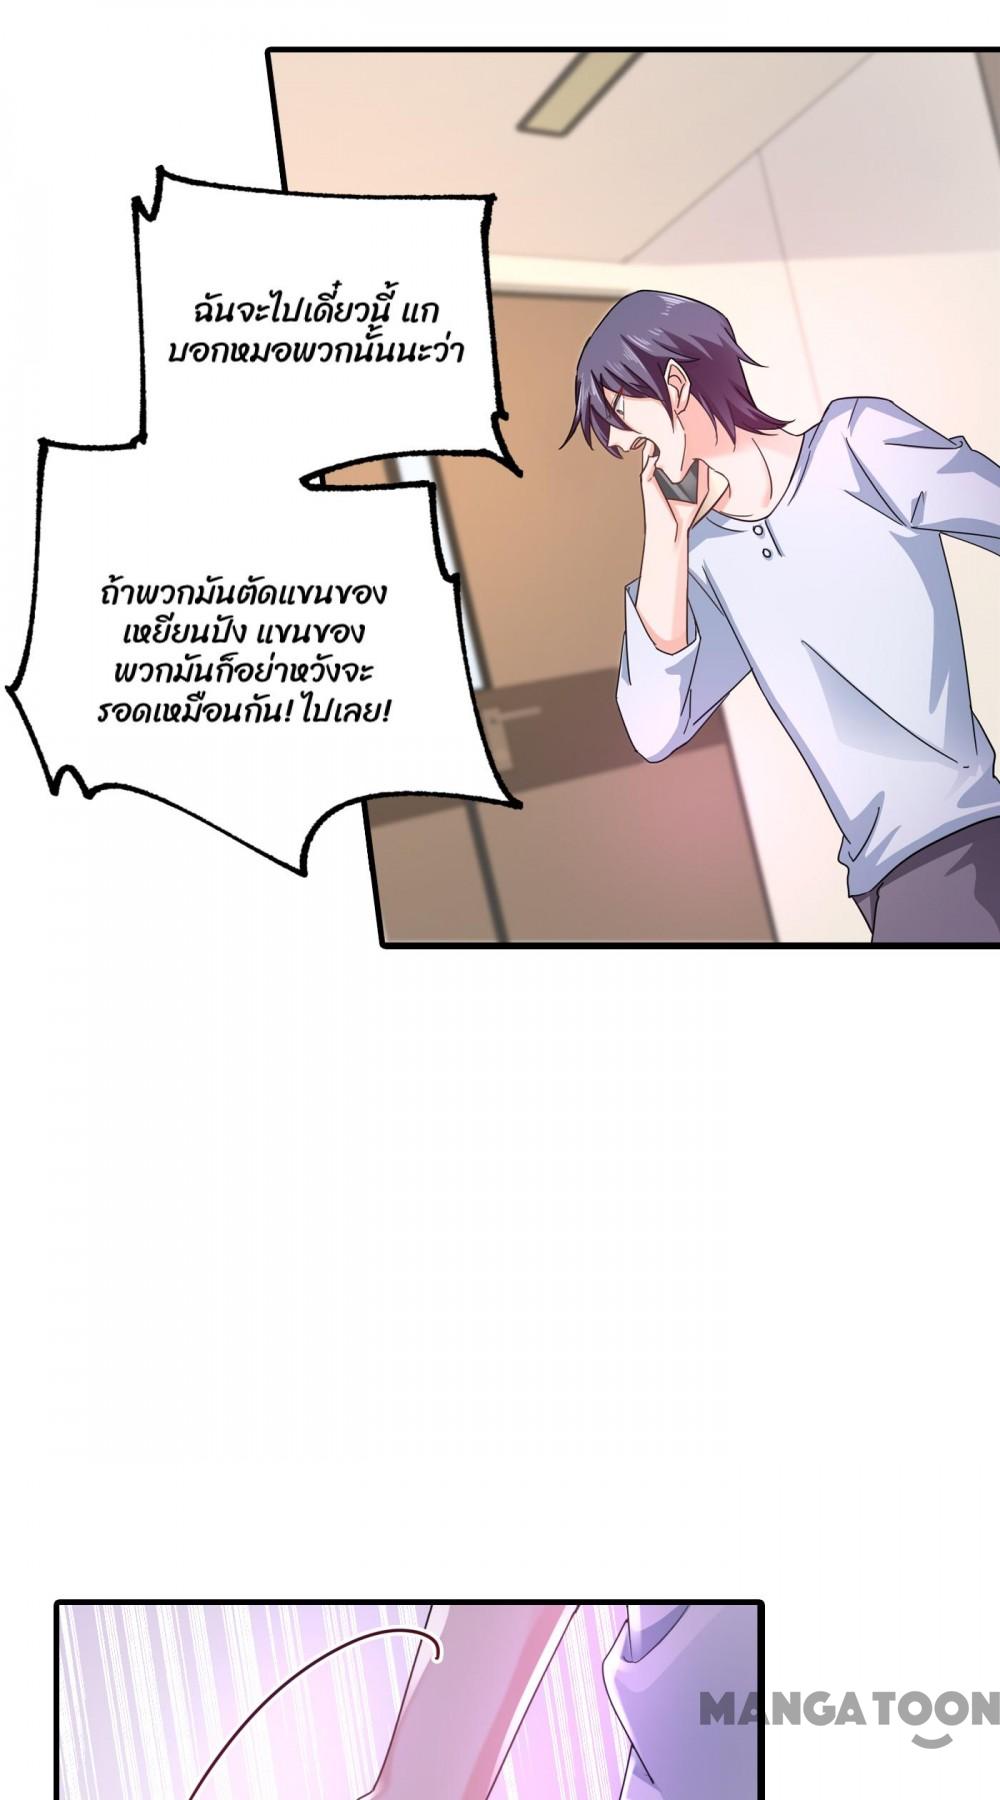 ฉันจะไปเดี๋ยวนี้ แก
บอกหมอพวกนั้นนะว่า
ถ้าพวกมันตัดแขนของ
เหยียนปัง แขนของ
พวกมันก็อย่าหวังจะ
รอดเหมือนกัน! ไปเลย!
MANGATOON